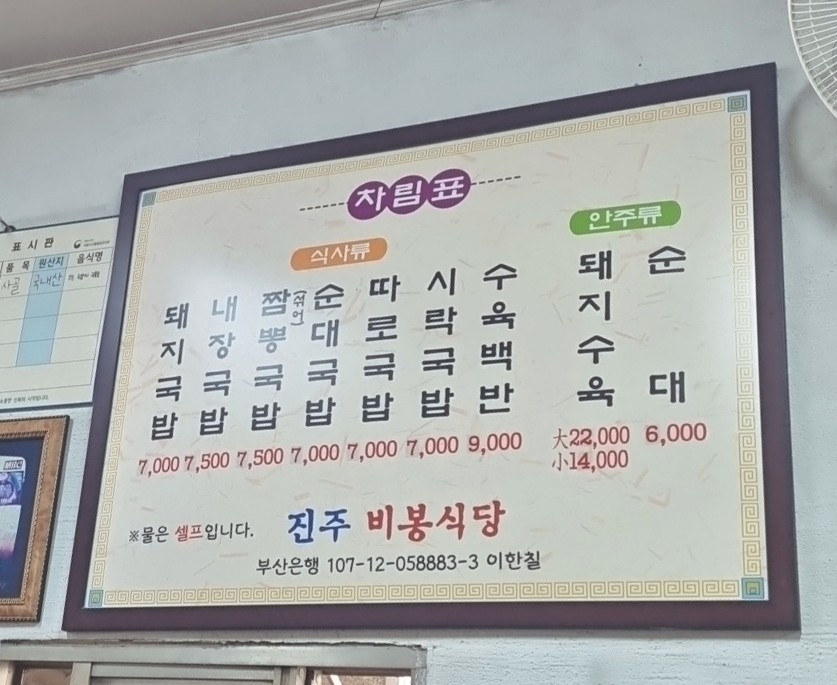 차림표
식사류
돼지국밥 7,000
내장국밥 7,500
짬뽕국밥 (섞어) 7,500
순대국밥 7,000
따로국밥 7,000
시락국밥 7,000
수육백반 9,000
안주류
돼지수육 大22,000
小14,000
순대 6,000
※물은 셀프입니다.
진주 비봉식당
부산은행 107-12-058883-3 이한칠
표시판
품목 원산지 음식명
사골 국내산